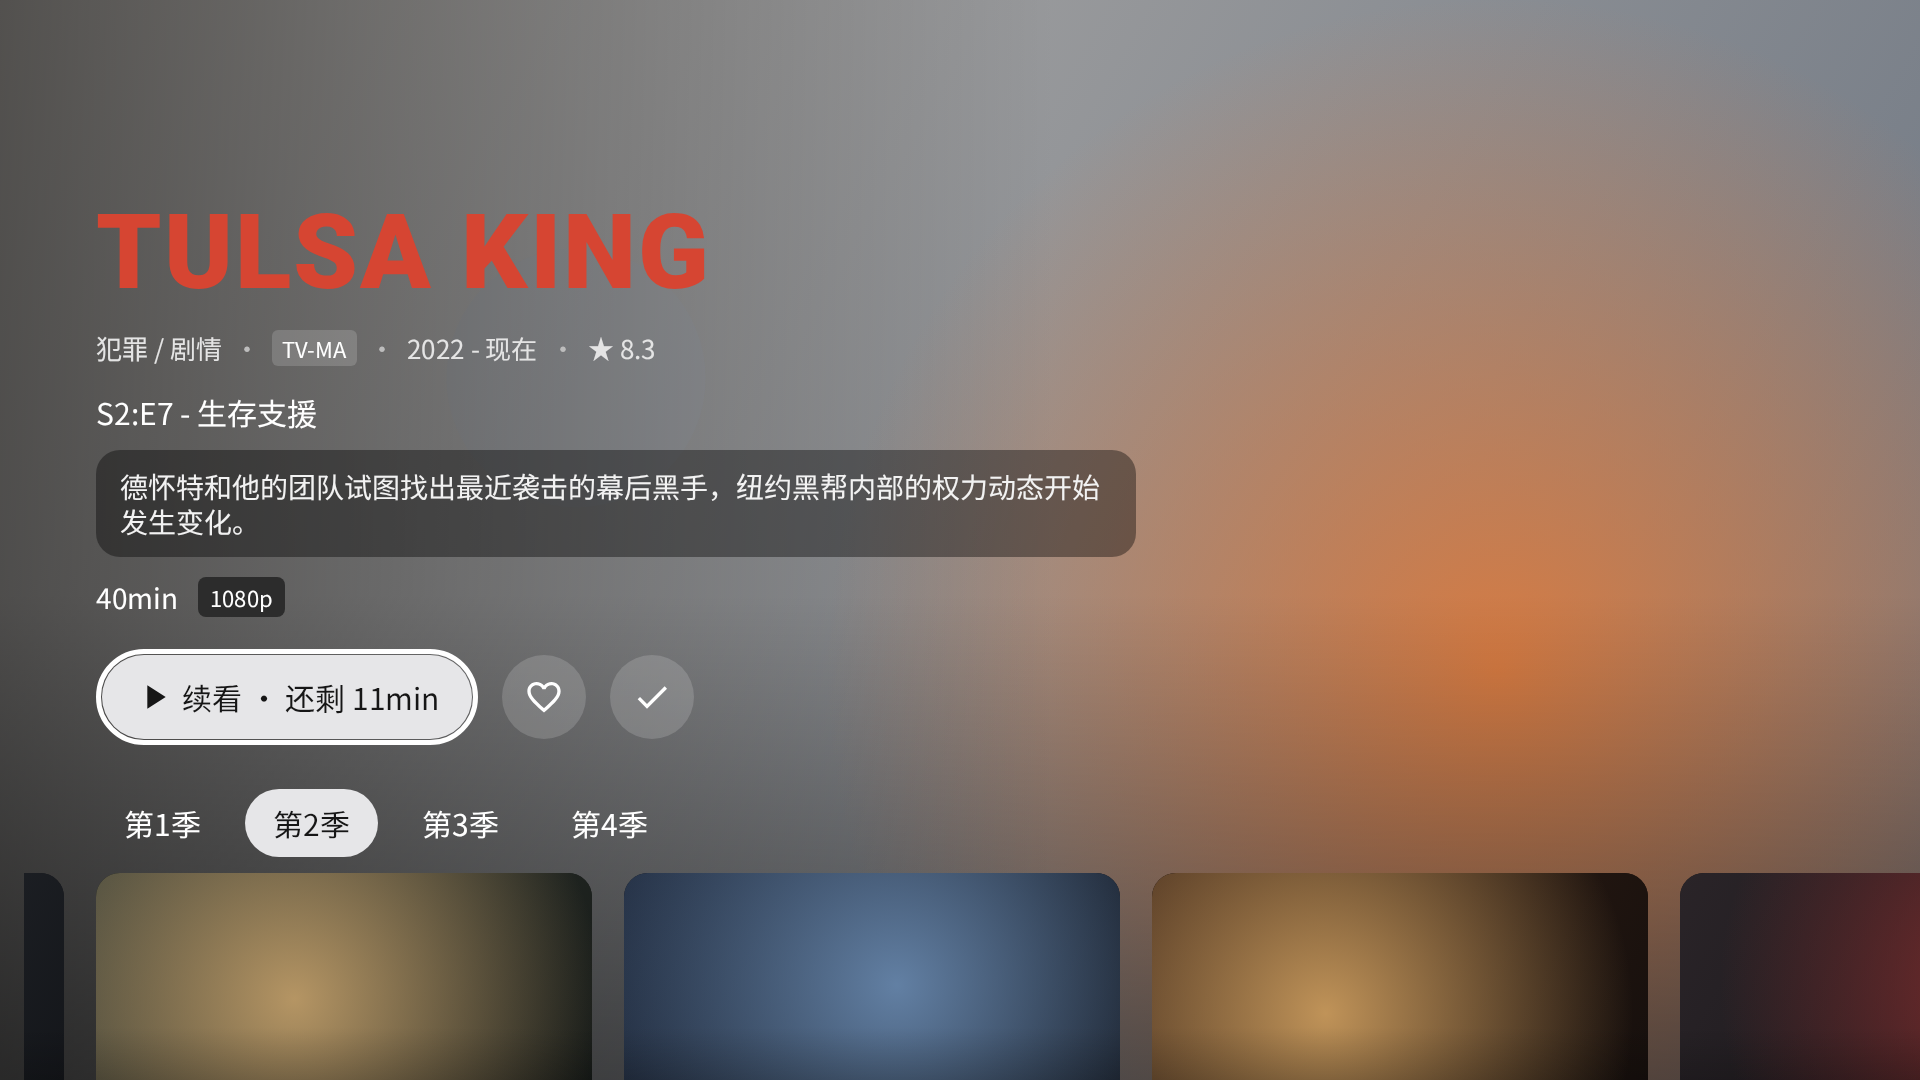 TULSA KING
犯罪 / 剧情 • TV-MA • 2022 - 现在 • ★ 8.3
S2:E7 - 生存支援
德怀特和他的团队试图找出最近袭击的幕后黑手，纽约黑帮内部的权力动态开始
发生变化。
40min 1080p
续看 • 还剩 11min
第1季 第2季 第3季 第4季